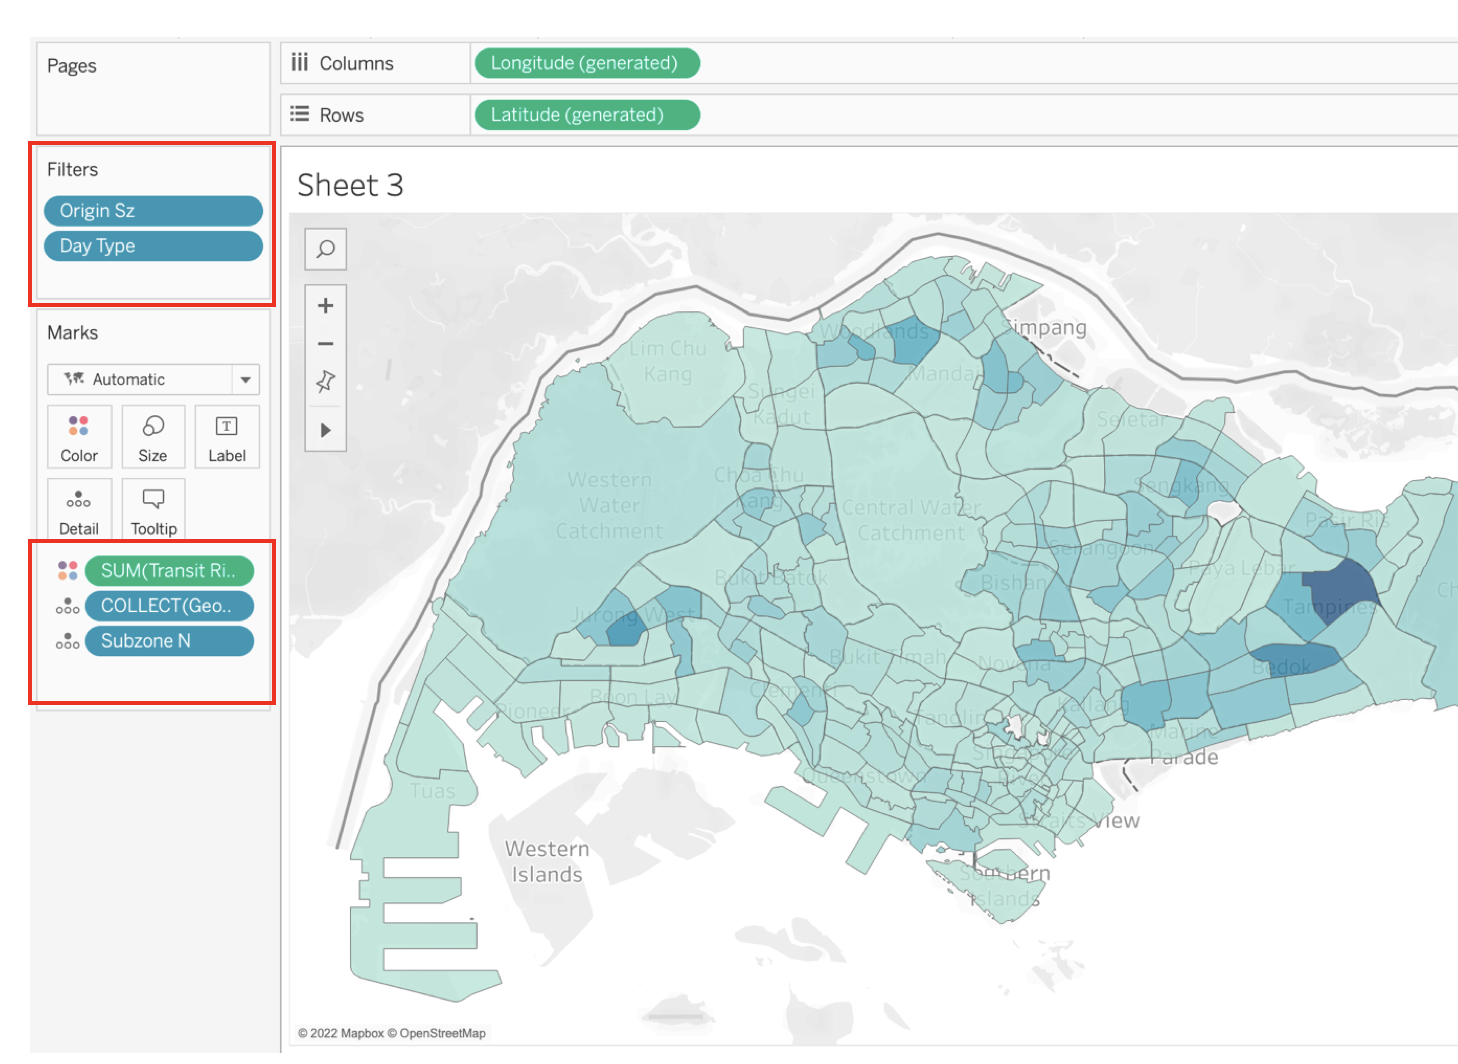 Pages
Columns
Longitude (generated)
Rows
Latitude (generated)
Filters
Origin Sz
Day Type
Marks
Automatic
Color
Size
Label
Detail
Tooltip
SUM(Transit Ri..
COLLECT(Geo..
Subzone N
Sheet 3
Simpang
Woodlands
Lim Chu
Kang
Mandai
Sungei
Kadut
Seletar
Western
Water
Catchment
Choa Chu
Kang
Central Water
Catchment
Sengkang
Pasir Ris
Serangoon
Paya Lebar
Bukit Batok
Bishan
Ch
Tampines
Jurong West
Bukit Timah
Novena
Bedok
Boon Lay
Clementi
Pioneer
Kallang
Marine
Parade
Queenstown
Tuas
Straits View
Western
Islands
Southern
Islands
© 2022 Mapbox © OpenStreetMap